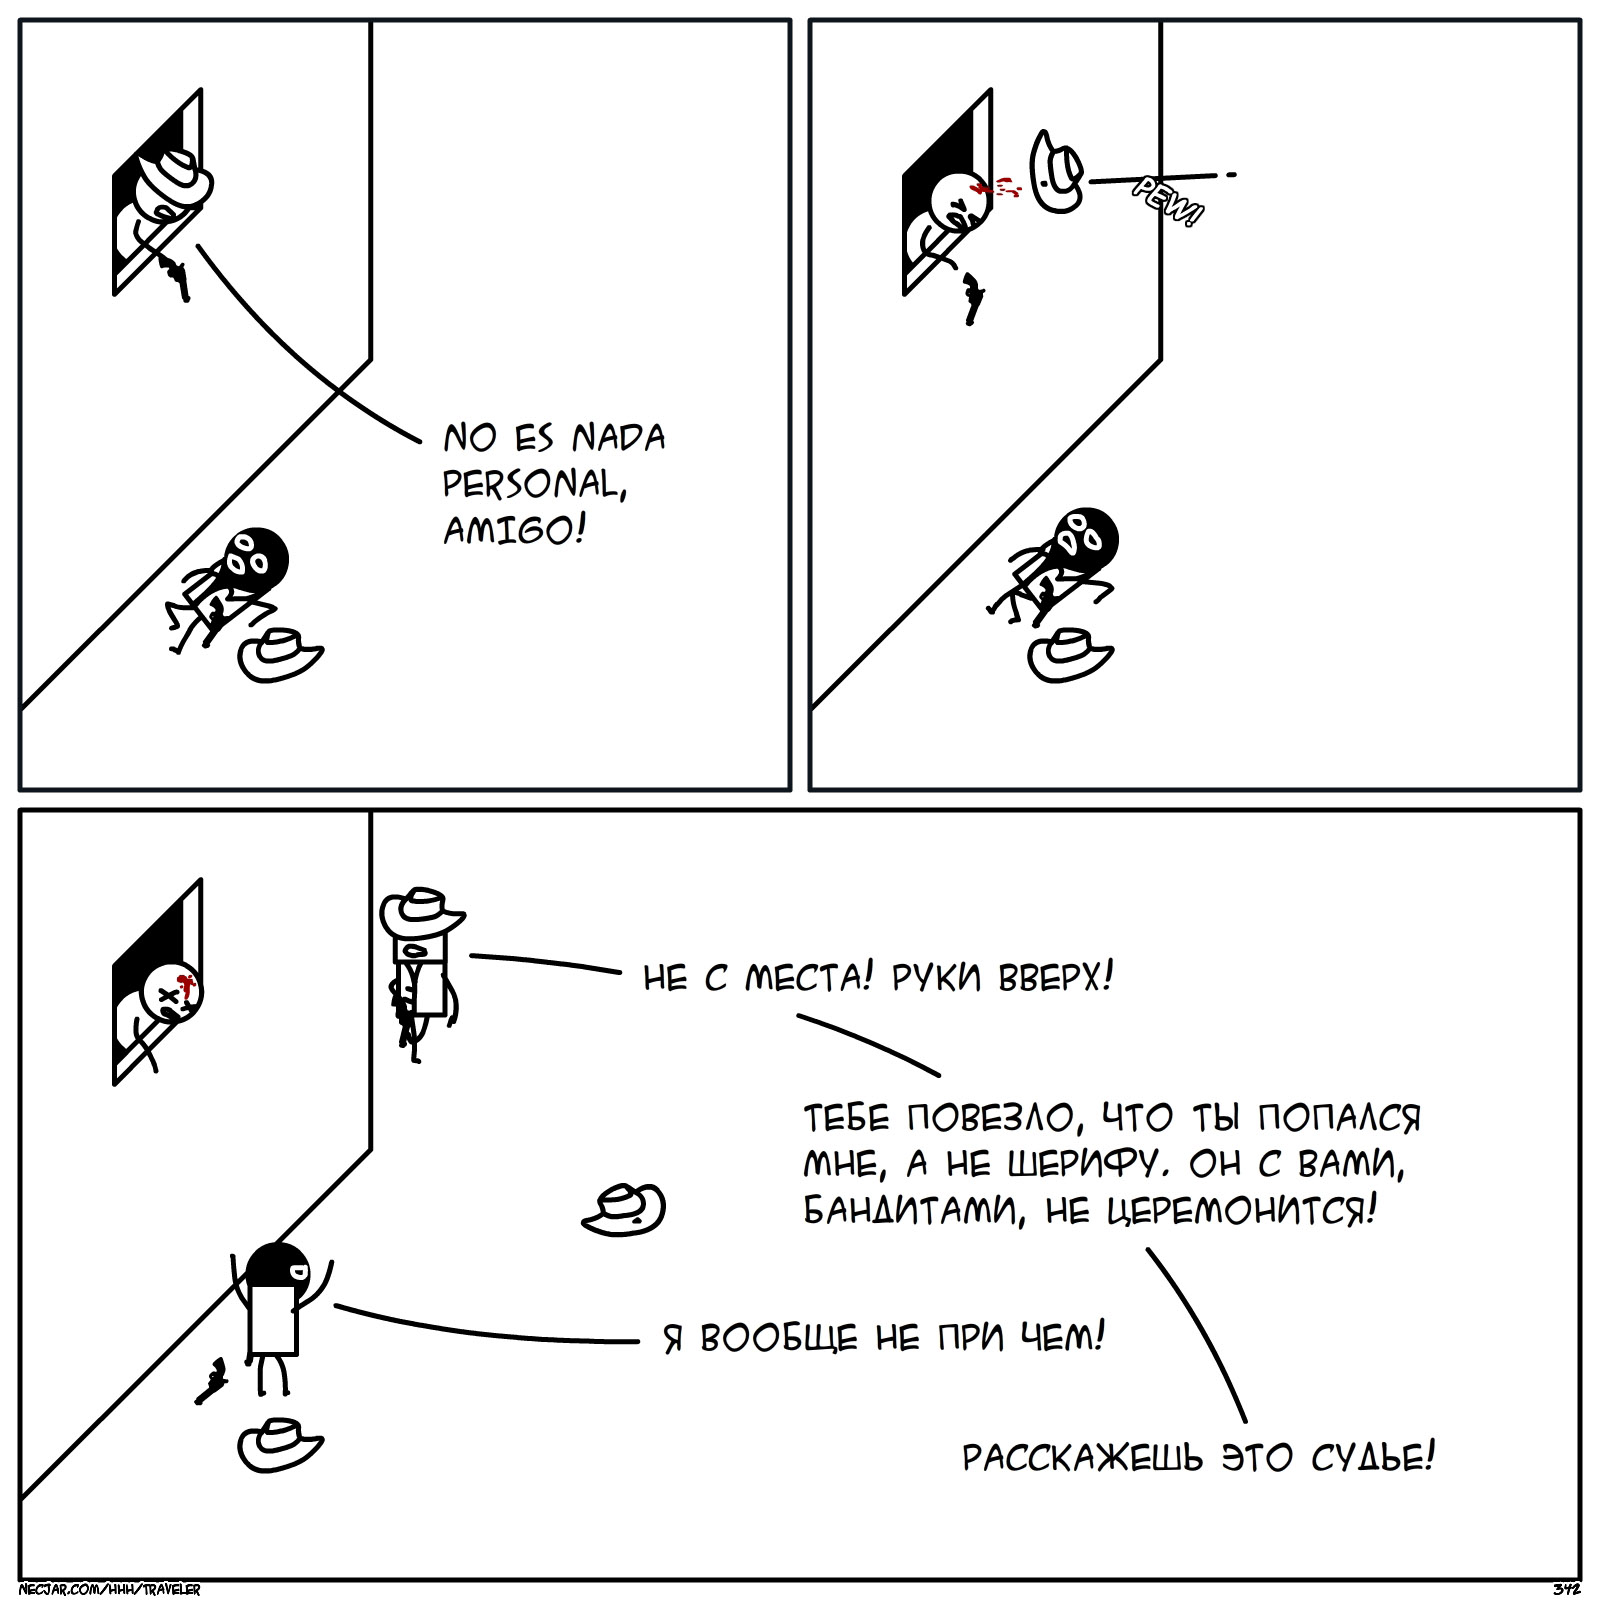 NO ES NADA
PERSONAL,
AMIGO!
PEW!
НЕ С МЕСТА! РУКИ ВВЕРХ!
ТЕБЕ ПОВЕЗЛО, ЧТО ТЫ ПОПАЛСЯ
МНЕ, А НЕ ШЕРИФУ. ОН С ВАМИ,
БАНДИТАМИ, НЕ ЦЕРЕМОНИТСЯ!
Я ВООБЩЕ НЕ ПРИ ЧЕМ!
РАССКАЖЕШЬ ЭТО СУДЬЕ!
NECJAR.COM/HHH/TRAVELER
342